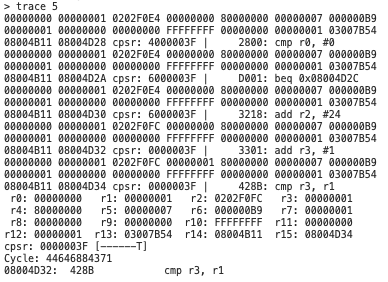 > trace 5
00000000 00000001 0202F0E4 00000000 80000000 00000007 000000B9
00000001 00000000 FFFFFFFF 00000000 00000001 03007B54
08004B11 08004D28 cpsr: 4000003F |     2800: cmp r0, #0
00000000 00000001 0202F0E4 00000000 80000000 00000007 000000B9
00000001 00000000 FFFFFFFF 00000000 00000001 03007B54
08004B11 08004D2A cpsr: 6000003F |     D001: beq 0x08004D2C
00000000 00000001 0202F0E4 00000000 80000000 00000007 000000B9
00000001 00000000 FFFFFFFF 00000000 00000001 03007B54
08004B11 08004D30 cpsr: 6000003F |     3218: add r2, #24
00000000 00000001 0202F0FC 00000000 80000000 00000007 000000B9
00000001 00000000 FFFFFFFF 00000000 00000001 03007B54
08004B11 08004D32 cpsr: 0000003F |     3301: add r3, #1
00000000 00000001 0202F0FC 00000001 80000000 00000007 000000B9
00000001 00000000 FFFFFFFF 00000000 00000001 03007B54
08004B11 08004D34 cpsr: 0000003F |     428B: cmp r3, r1
r0: 00000000   r1: 00000001   r2: 0202F0FC   r3: 00000001
r4: 80000000   r5: 00000007   r6: 000000B9   r7: 00000001
r8: 00000000   r9: 00000000  r10: FFFFFFFF  r11: 00000000
r12: 00000001  r13: 03007B54  r14: 08004B11  r15: 08004D34
cpsr: 0000003F [------T]
Cycle: 44646884371
08004D32:  428B           cmp r3, r1